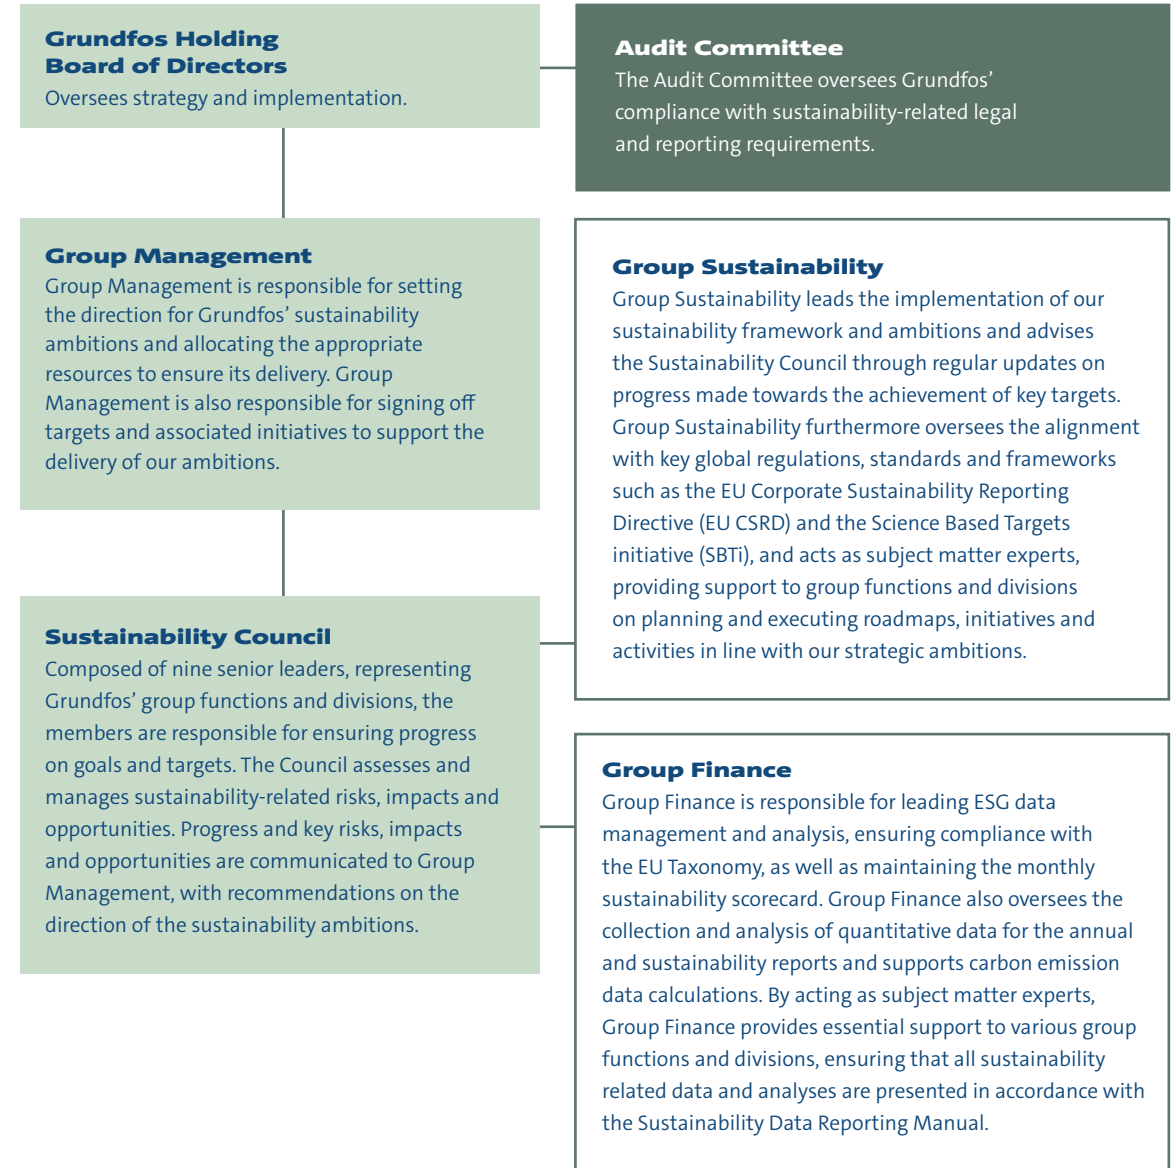 Grundfos Holding
Board of Directors
Oversees strategy and implementation.
Audit Committee
The Audit Committee oversees Grundfos’
compliance with sustainability-related legal
and reporting requirements.
Group Management
Group Management is responsible for setting
the direction for Grundfos’ sustainability
ambitions and allocating the appropriate
resources to ensure its delivery. Group
Management is also responsible for signing off
targets and associated initiatives to support the
delivery of our ambitions.
Group Sustainability
Group Sustainability leads the implementation of our
sustainability framework and ambitions and advises
the Sustainability Council through regular updates on
progress made towards the achievement of key targets.
Group Sustainability furthermore oversees the alignment
with key global regulations, standards and frameworks
such as the EU Corporate Sustainability Reporting
Directive (EU CSRD) and the Science Based Targets
initiative (SBTi), and acts as subject matter experts,
providing support to group functions and divisions
on planning and executing roadmaps, initiatives and
activities in line with our strategic ambitions.
Sustainability Council
Composed of nine senior leaders, representing
Grundfos’ group functions and divisions, the
members are responsible for ensuring progress
on goals and targets. The Council assesses and
manages sustainability-related risks, impacts and
opportunities. Progress and key risks, impacts
and opportunities are communicated to Group
Management, with recommendations on the
direction of the sustainability ambitions.
Group Finance
Group Finance is responsible for leading ESG data
management and analysis, ensuring compliance with
the EU Taxonomy, as well as maintaining the monthly
sustainability scorecard. Group Finance also oversees the
collection and analysis of quantitative data for the annual
and sustainability reports and supports carbon emission
data calculations. By acting as subject matter experts,
Group Finance provides essential support to various group
functions and divisions, ensuring that all sustainability
related data and analyses are presented in accordance with
the Sustainability Data Reporting Manual.